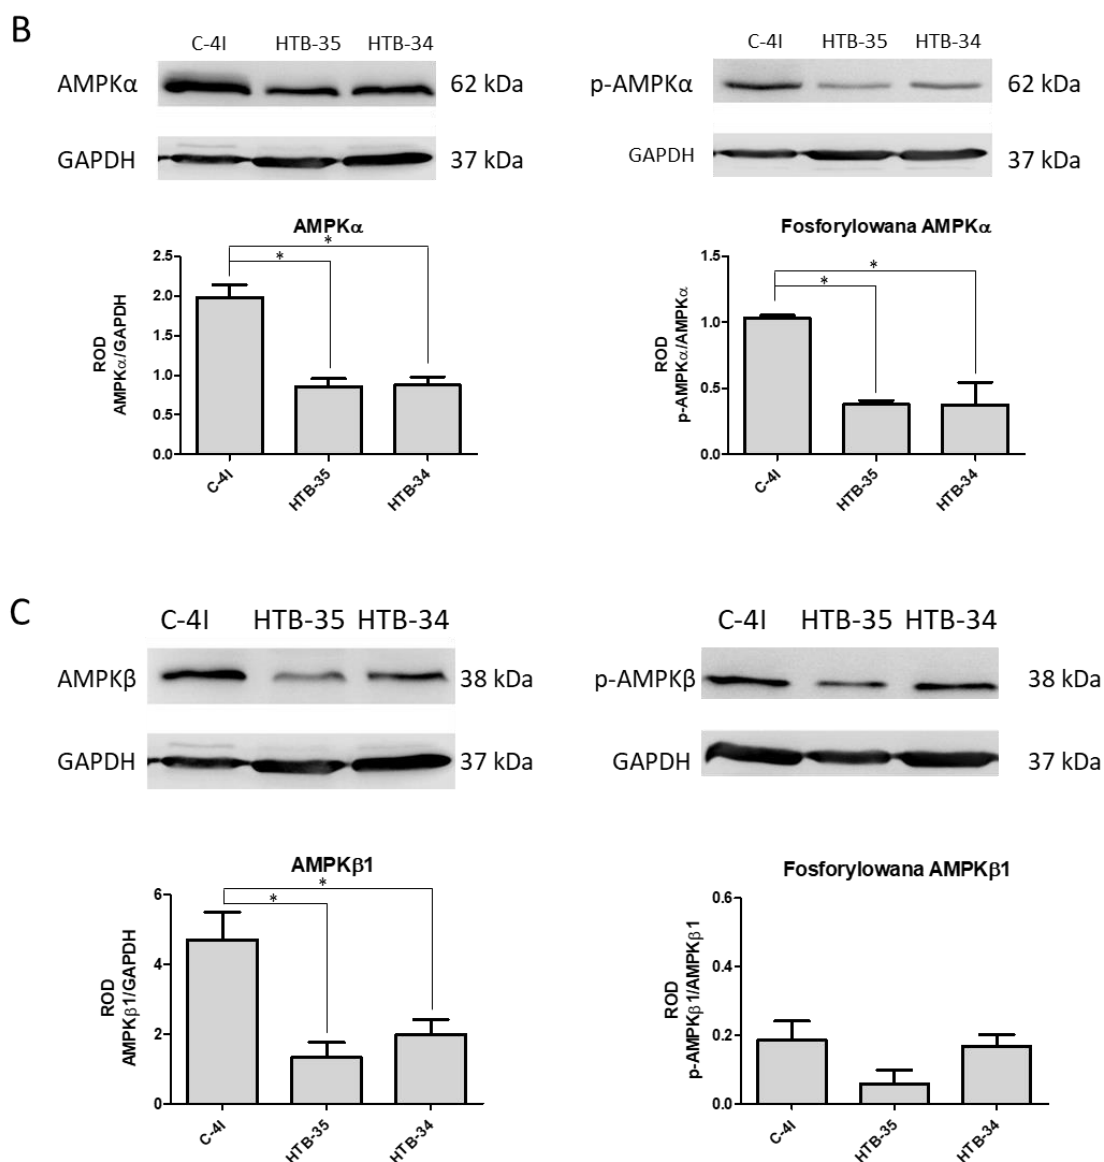 B
C-4I HTB-35 HTB-34
AMPKα 62 kDa
GAPDH 37 kDa
C-4I HTB-35 HTB-34
p-AMPKα 62 kDa
GAPDH 37 kDa
AMPKα
* *
ROD
AMPKα/GAPDH
2.5
2.0
1.5
1.0
0.5
0.0
C-4I HTB-35 HTB-34
Fosforylowana AMPKα
* *
ROD
p-AMPKα/AMPKα
1.5
1.0
0.5
0.0
C-4I HTB-35 HTB-34
C
C-4I HTB-35 HTB-34
AMPKβ 38 kDa
GAPDH 37 kDa
C-4I HTB-35 HTB-34
p-AMPKβ 38 kDa
GAPDH 37 kDa
AMPKβ1
* *
ROD
AMPKβ1/GAPDH
6
4
2
0
C-4I HTB-35 HTB-34
Fosforylowana AMPKβ1
ROD
p-AMPKβ1/AMPKβ1
0.6
0.4
0.2
0.0
C-4I HTB-35 HTB-34